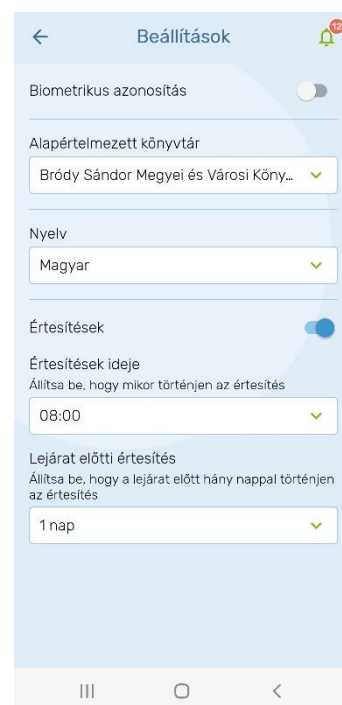 Beállítások
12
Biometrikus azonosítás
Alapértelmezett könyvtár
Bródy Sándor Megyei és Városi Köny...
Nyelv
Magyar
Értesítések
Értesítések ideje
Állítsa be, hogy mikor történjen az értesítés
08:00
Lejárat előtti értesítés
Állítsa be, hogy a lejárat előtt hány nappal történjen
az értesítés
1 nap